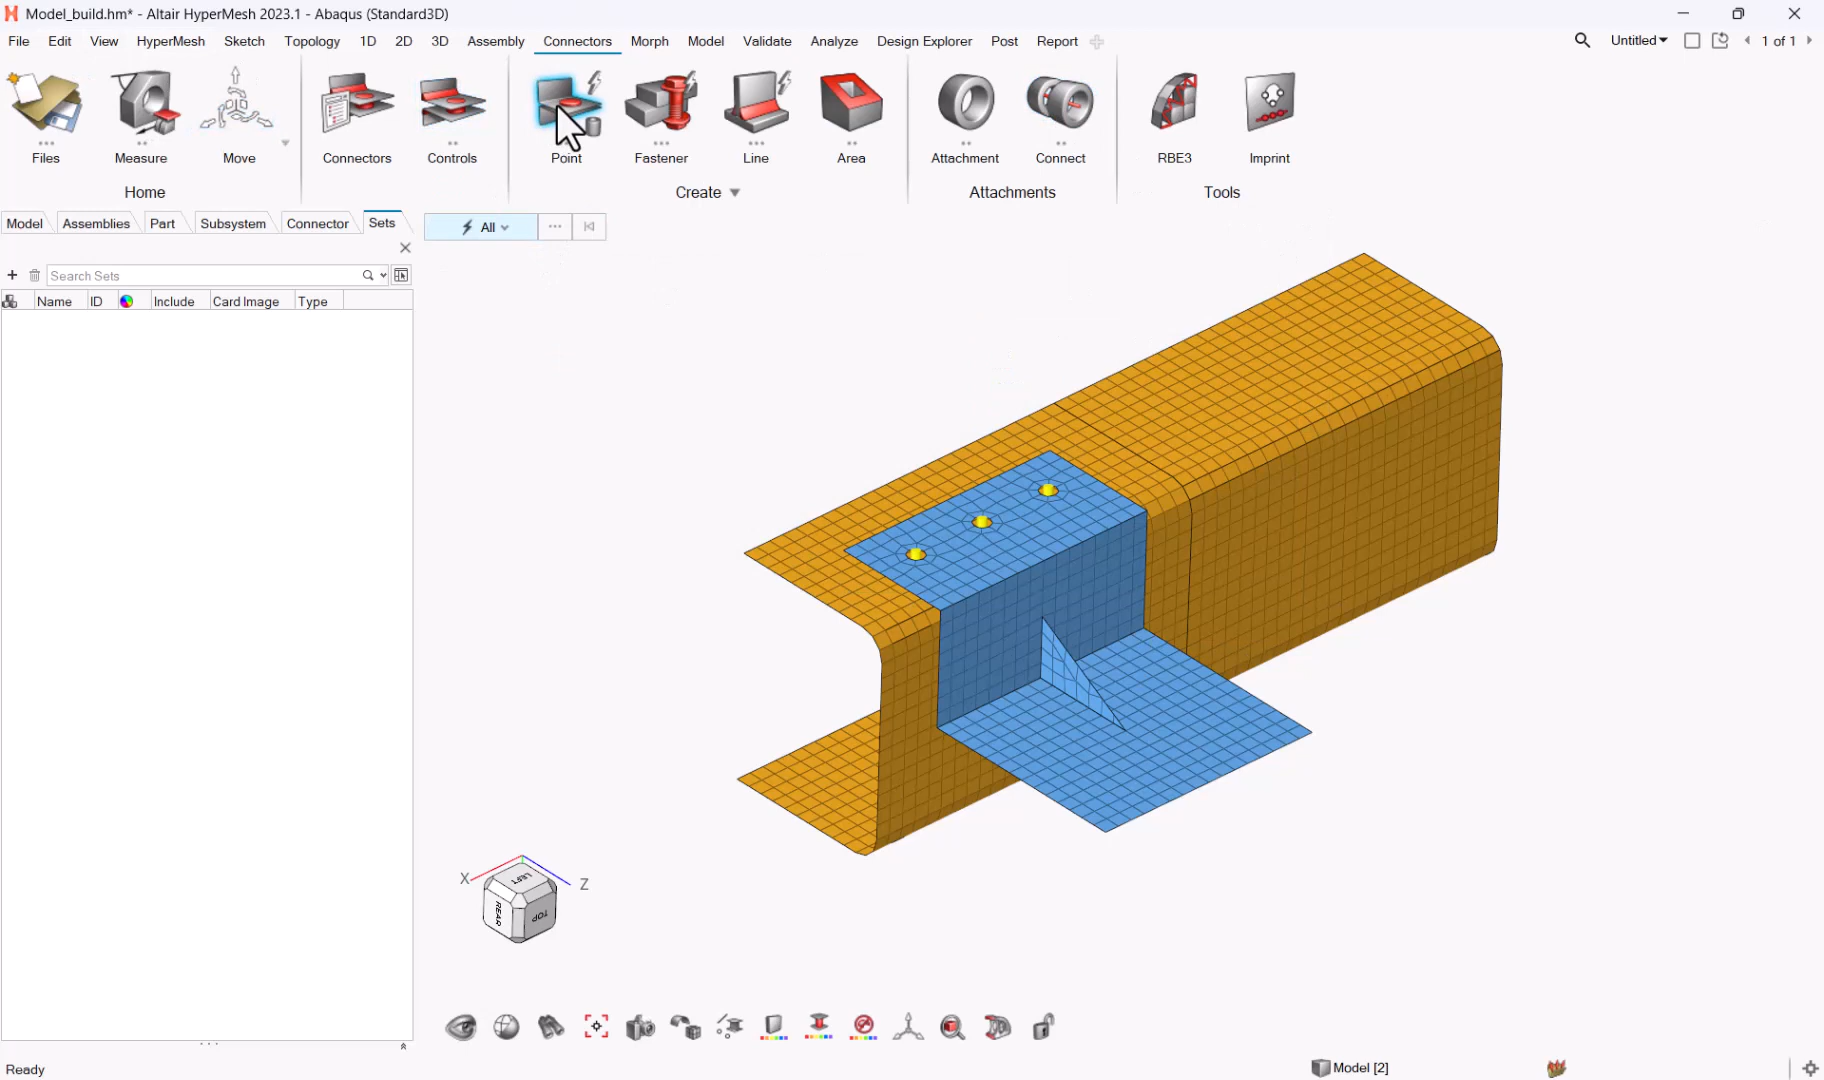 Model_build.hm* - Altair HyperMesh 2023.1 - Abaqus (Standard3D)
File Edit View HyperMesh Sketch Topology 1D 2D 3D Assembly Connectors Morph Model Validate Analyze Design Explorer Post Report Untitled 1 of 1
Files Measure Move Connectors Controls Point Fastener Line Area Attachment Connect RBE3 Imprint
Home Create Attachments Tools
Model Assemblies Part Subsystem Connector Sets
All
Search Sets
Name ID Include Card Image Type
X Z
LEFT
REAR TOP
Ready Model [2]